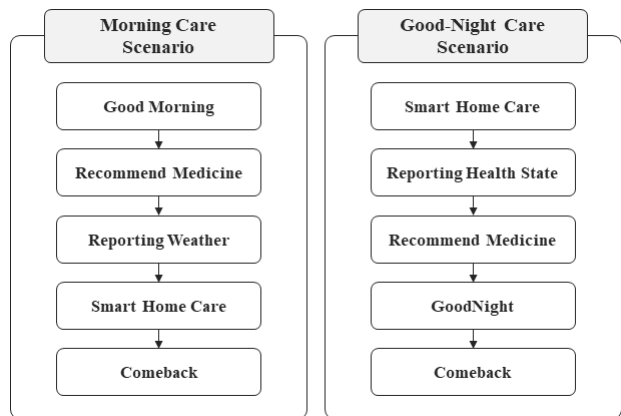 Morning Care
Scenario
Good Morning
Recommend Medicine
Reporting Weather
Smart Home Care
Comeback
Good-Night Care
Scenario
Smart Home Care
Reporting Health State
Recommend Medicine
GoodNight
Comeback